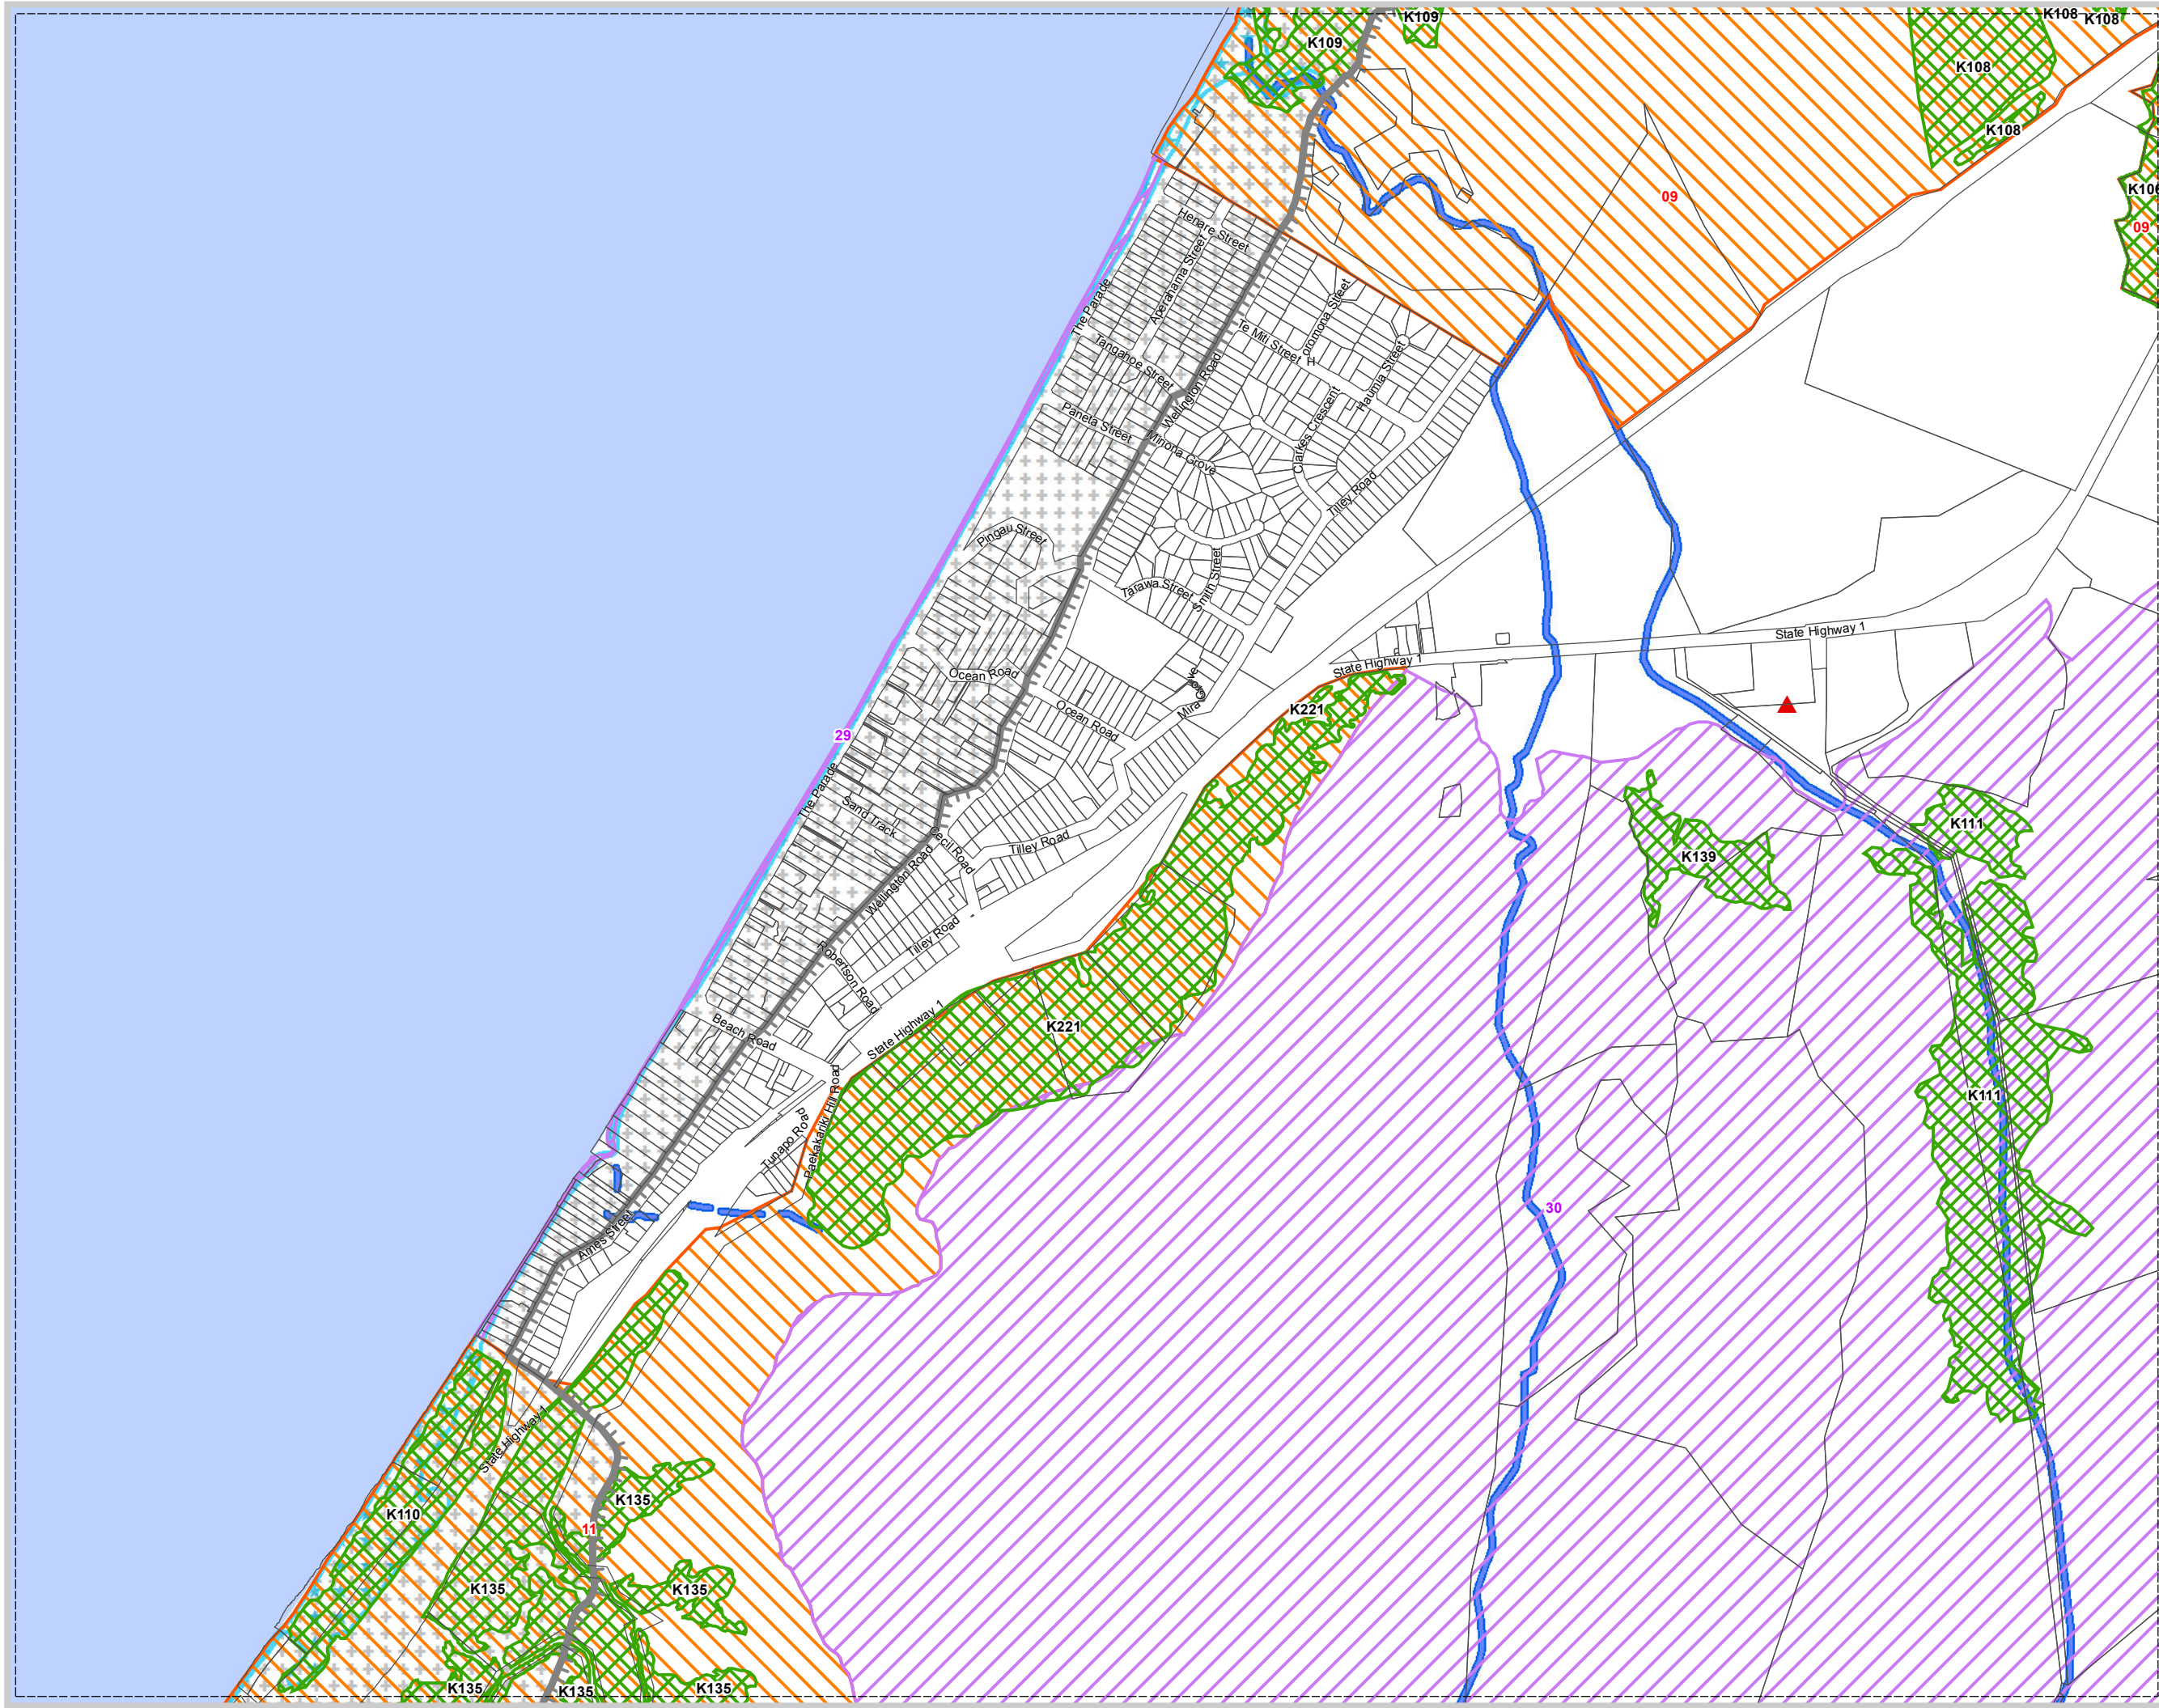 K108
K108
K109
K109
K108
K108
K106
09
09
Henare Street
Aperahama Street
The Parade
Te Miti Street
Horomona Street
Tangahoe Street
Wellington Road
Haumia Street
Paneta Street
Minona Grove
Clarkes Crescent
Tilley Road
Pingau Street
Tarawa Street
Smith Street
State Highway 1
State Highway 1
Ocean Road
Mira Grove
Ocean Road
K221
29
The Parade
Sand Track
Cecil Road
Tilley Road
K111
K139
Wellington Road
Tilley Road
Robertson Road
Beach Road
State Highway 1
K221
K111
Paekakariki Hill Road
Tunapo Road
30
Ames Street
State Highway 1
K110
K135
11
K135
K135
K135
K135
K135